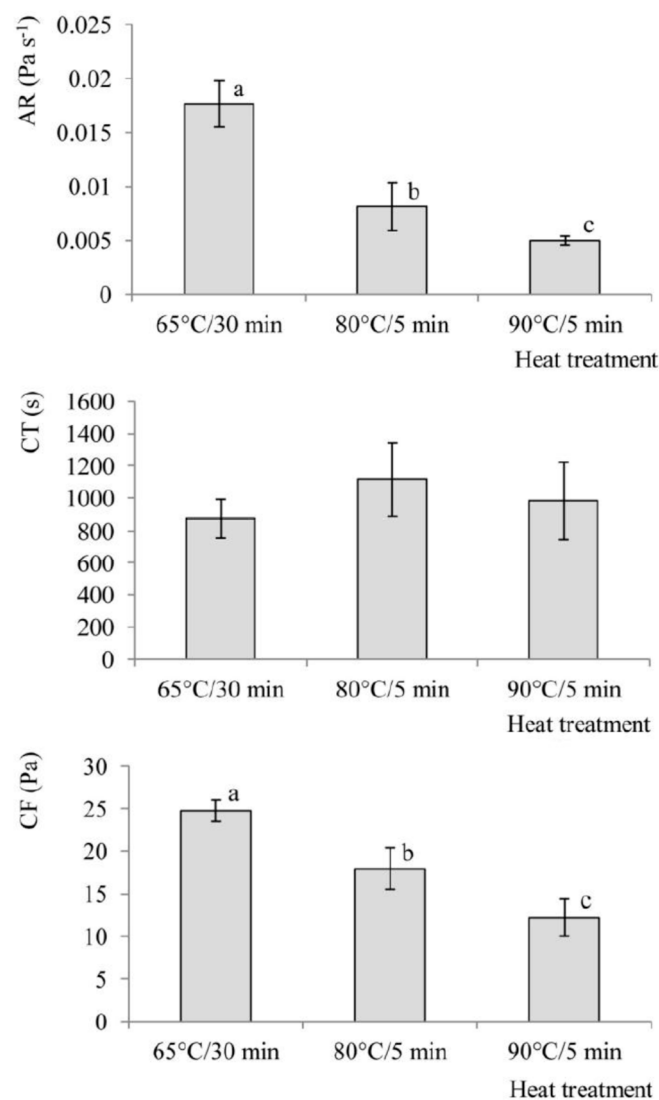 AR (Pa s⁻¹)
0.025
0.02
0.015
0.01
0.005
0
a
b
c
65°C/30 min
80°C/5 min
90°C/5 min
Heat treatment
CT (s)
1600
1400
1200
1000
800
600
400
200
0
65°C/30 min
80°C/5 min
90°C/5 min
Heat treatment
CF (Pa)
30
25
20
15
10
5
0
a
b
c
65°C/30 min
80°C/5 min
90°C/5 min
Heat treatment